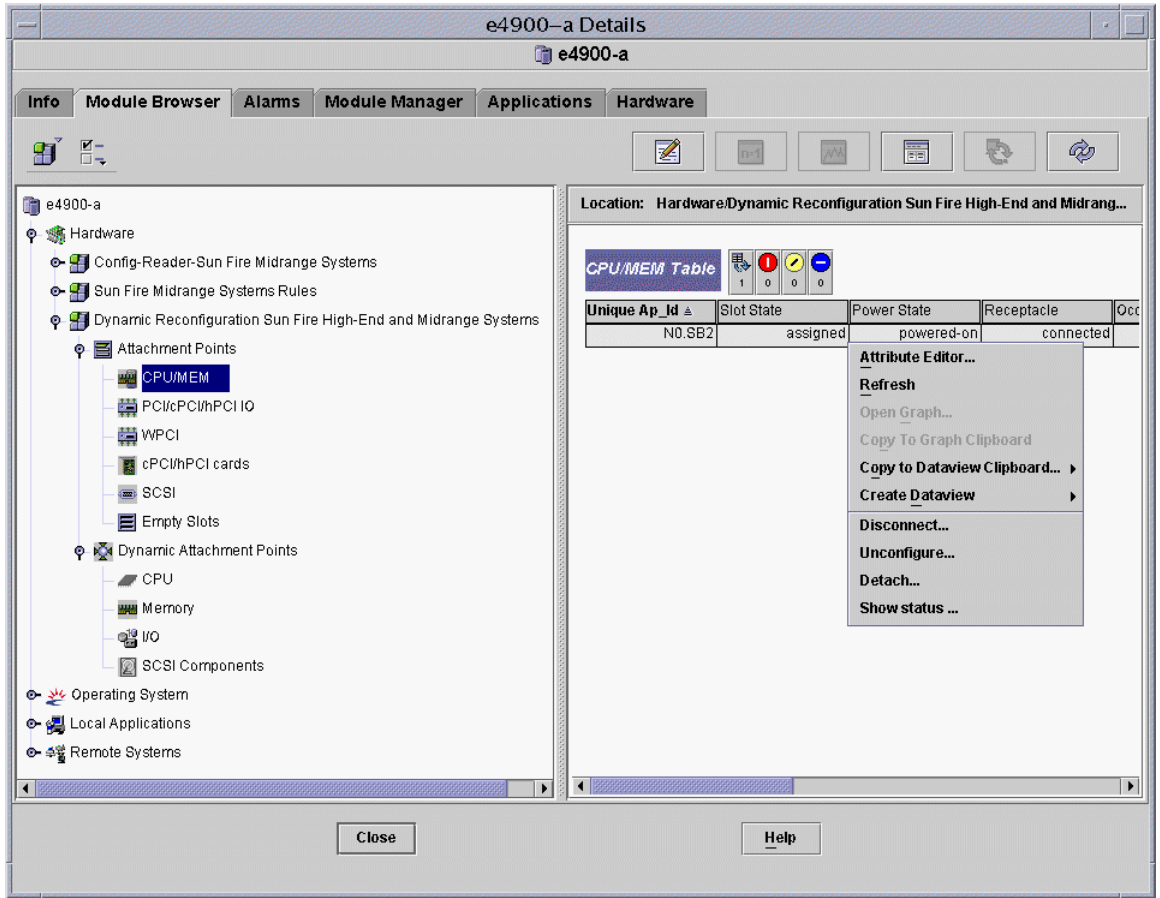 e4900–a Details
e4900-a
Info Module Browser Alarms Module Manager Applications Hardware
n=1
e4900-a
Hardware
Config-Reader-Sun Fire Midrange Systems
Sun Fire Midrange Systems Rules
Dynamic Reconfiguration Sun Fire High-End and Midrange Systems
Attachment Points
CPU/MEM
PCI/cPCI/hPCI IO
WPCI
cPCI/hPCI cards
SCSI
Empty Slots
Dynamic Attachment Points
CPU
Memory
I/O
SCSI Components
Operating System
Local Applications
Remote Systems
Location: Hardware/Dynamic Reconfiguration Sun Fire High-End and Midrang...
CPU/MEM Table
1 0 0 0
Unique Ap_Id Slot State Power State Receptacle Occ
N0.SB2 assigned powered-on connected
Attribute Editor...
Refresh
Open Graph...
Copy To Graph Clipboard
Copy to Dataview Clipboard...
Create Dataview
Disconnect...
Unconfigure...
Detach...
Show status ...
Close Help